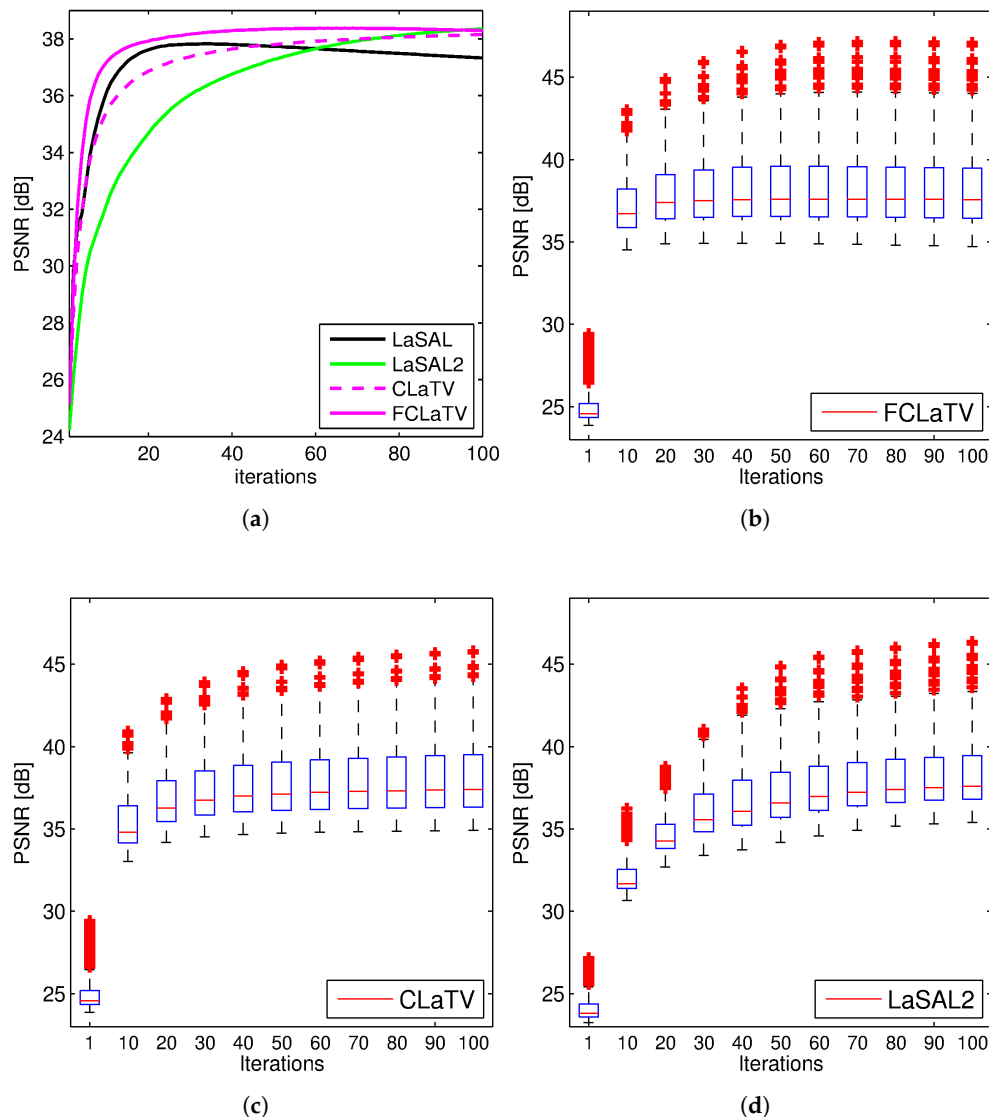 PSNR [dB]
38
36
34
32
30
28
26
24
20
40
60
80
100
iterations
LaSAL
LaSAL2
CLaTV
FCLaTV
(a)
PSNR [dB]
45
40
35
30
25
1 10 20 30 40 50 60 70 80 90 100
Iterations
FCLaTV
(b)
PSNR [dB]
45
40
35
30
25
1 10 20 30 40 50 60 70 80 90 100
Iterations
CLaTV
(c)
PSNR [dB]
45
40
35
30
25
1 10 20 30 40 50 60 70 80 90 100
Iterations
LaSAL2
(d)